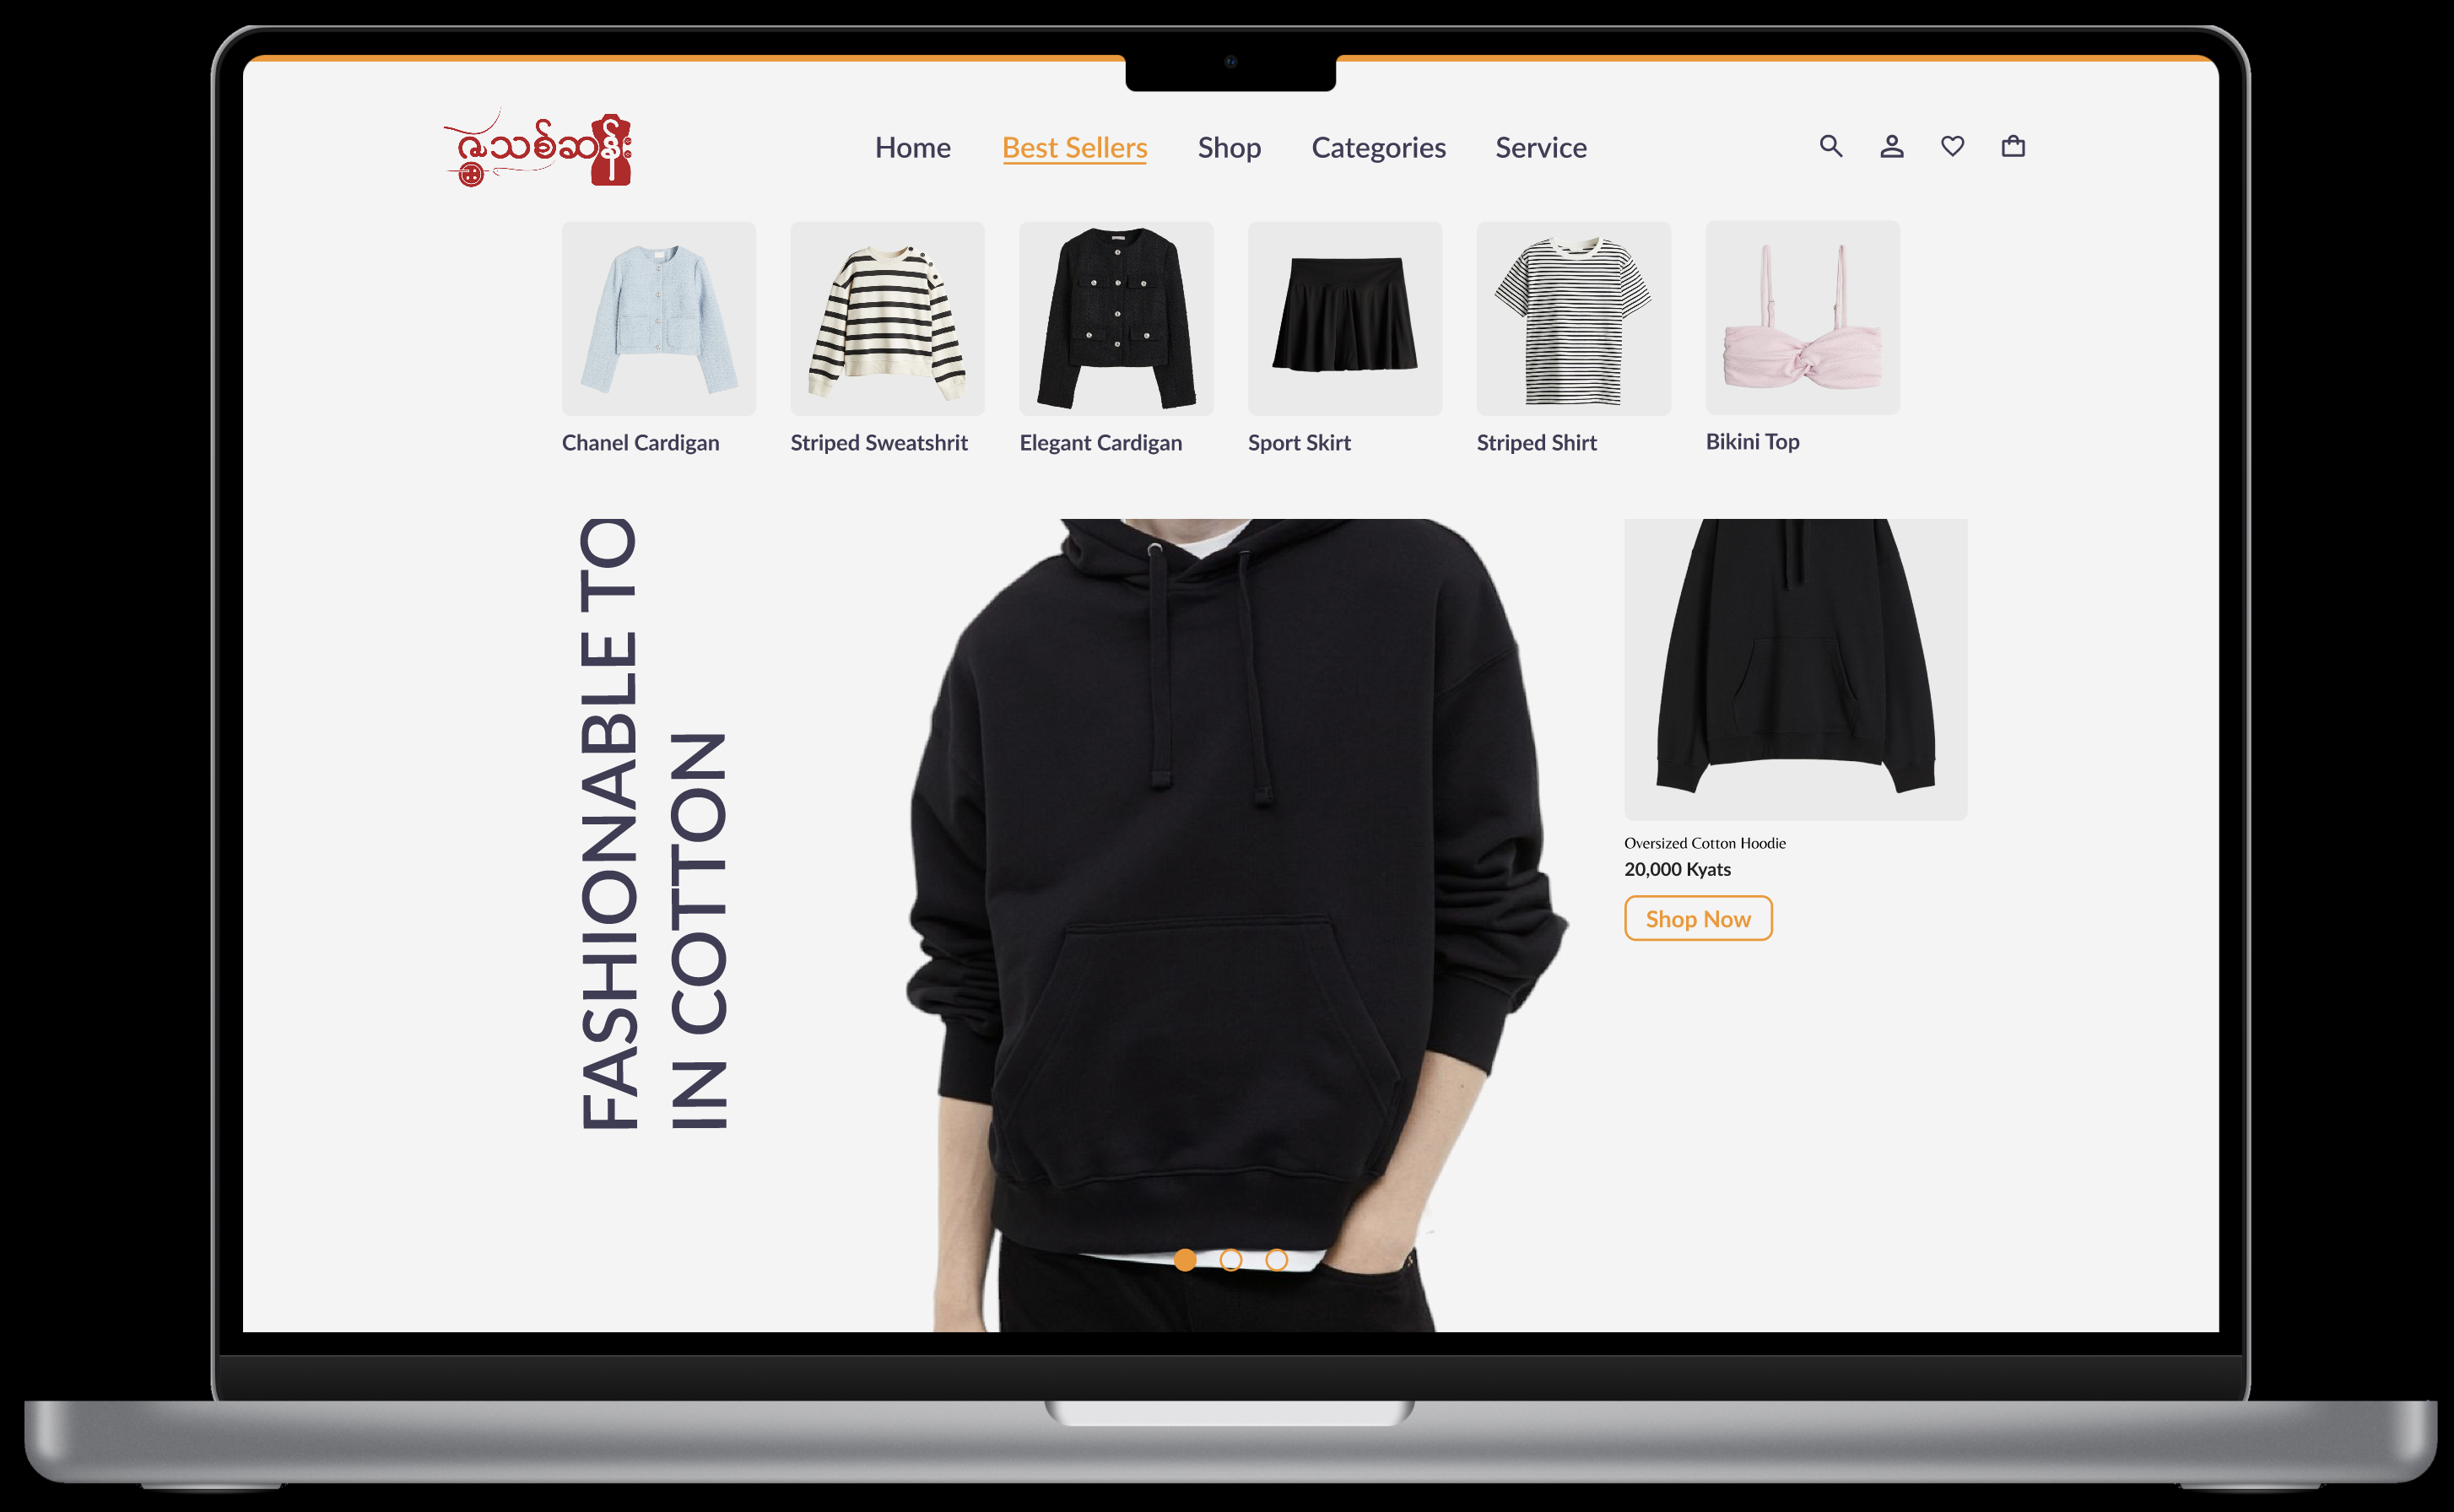 ဇွသစ်ဆန်း
Home Best Sellers Shop Categories Service
Chanel Cardigan
Striped Sweatshrit
Elegant Cardigan
Sport Skirt
Striped Shirt
Bikini Top
FASHIONABLE TO
IN COTTON
Oversized Cotton Hoodie
20,000 Kyats
Shop Now